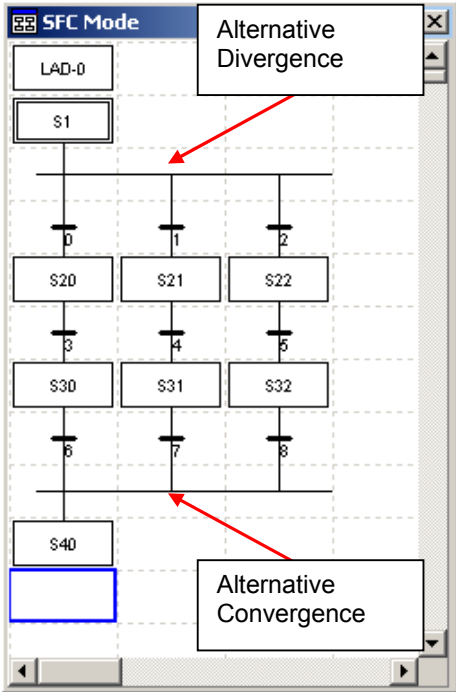 SFC Mode
Alternative
Divergence
LAD-0
S1
0 1 2
S20 S21 S22
3 4 5
S30 S31 S32
6 7 8
S40
Alternative
Convergence